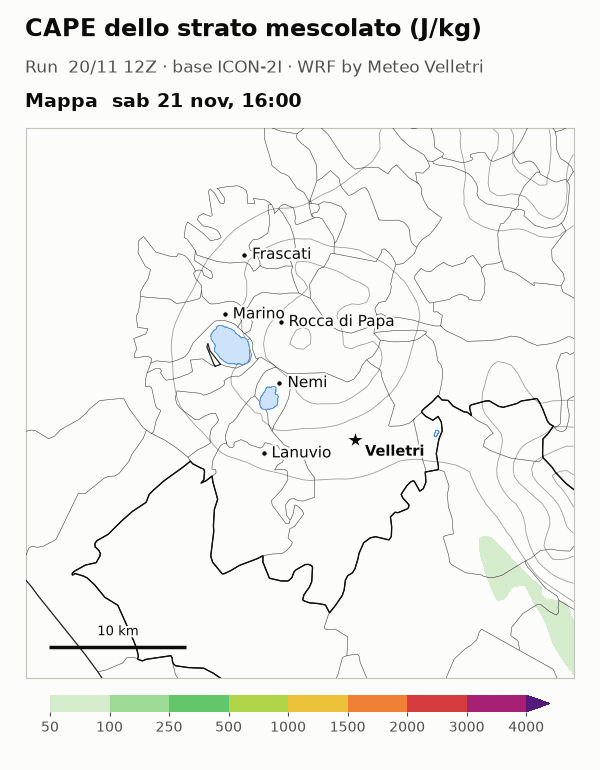 CAPE dello strato mescolato (J/kg)
Run  20/11 12Z · base ICON-2I · WRF by Meteo Velletri
Mappa  sab 21 nov, 16:00
Frascati
Marino
Rocca di Papa
Nemi
Velletri
Lanuvio
10 km
50 100 250 500 1000 1500 2000 3000 4000